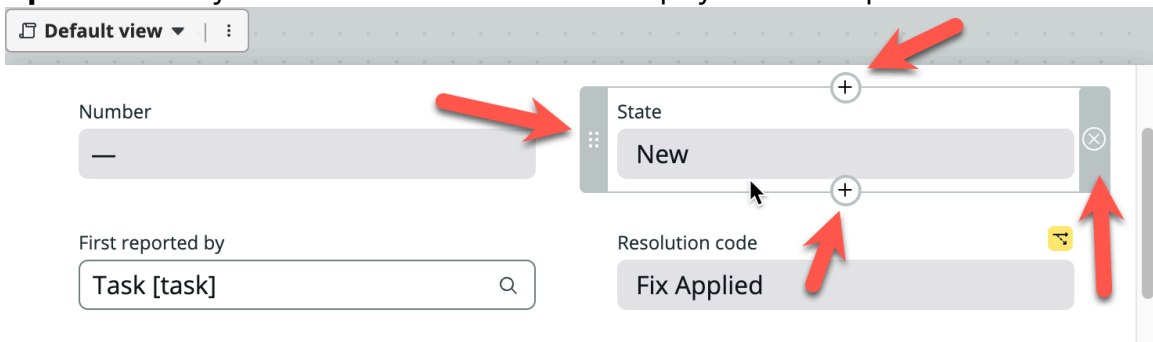 Default view
Number
—
State
New
First reported by
Task [task]
Resolution code
Fix Applied